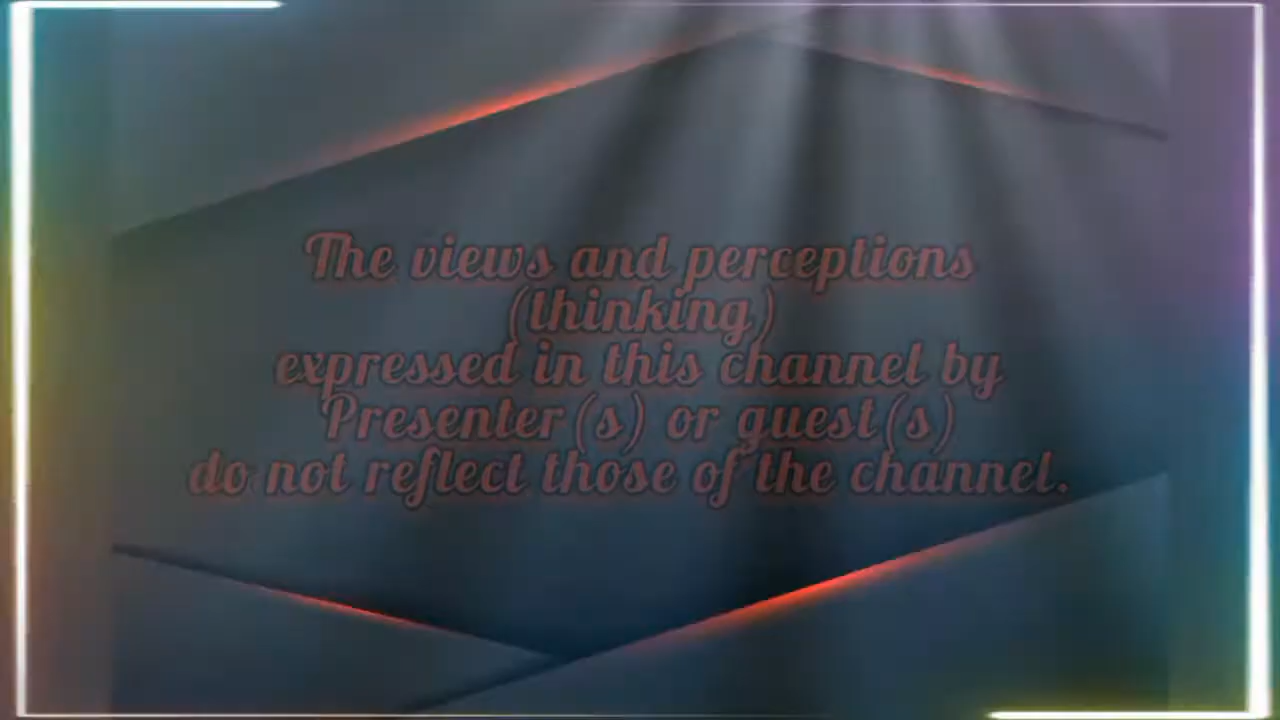 The views and perceptions
(thinking)
expressed in this channel by
Presenter(s) or guest(s)
do not reflect those of the channel.